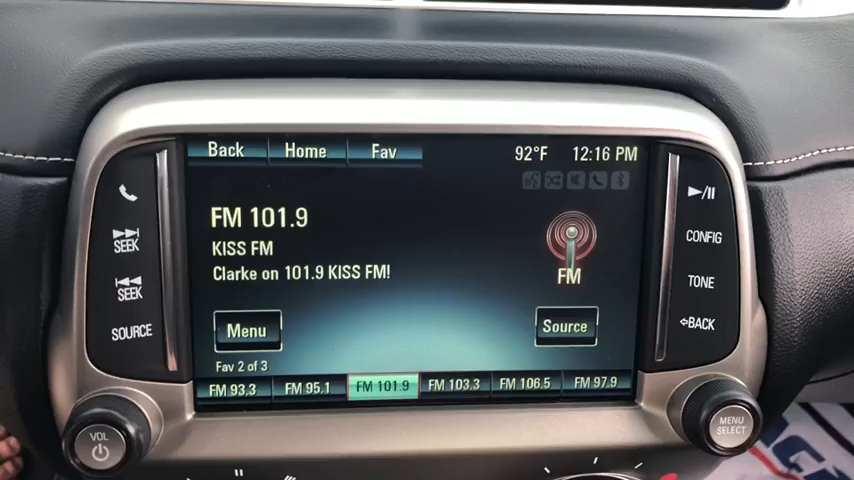 Back Home Fav 92°F 12:16 PM
FM 101.9
KISS FM
Clarke on 101.9 KISS FM!
FM
Menu
Source
Fav 2 of 3
FM 93.3 FM 95.1 FM 101.9 FM 103.3 FM 106.5 FM 97.9
SEEK
SEEK
SOURCE
VOL
CONFIG
TONE
BACK
MENU
SELECT